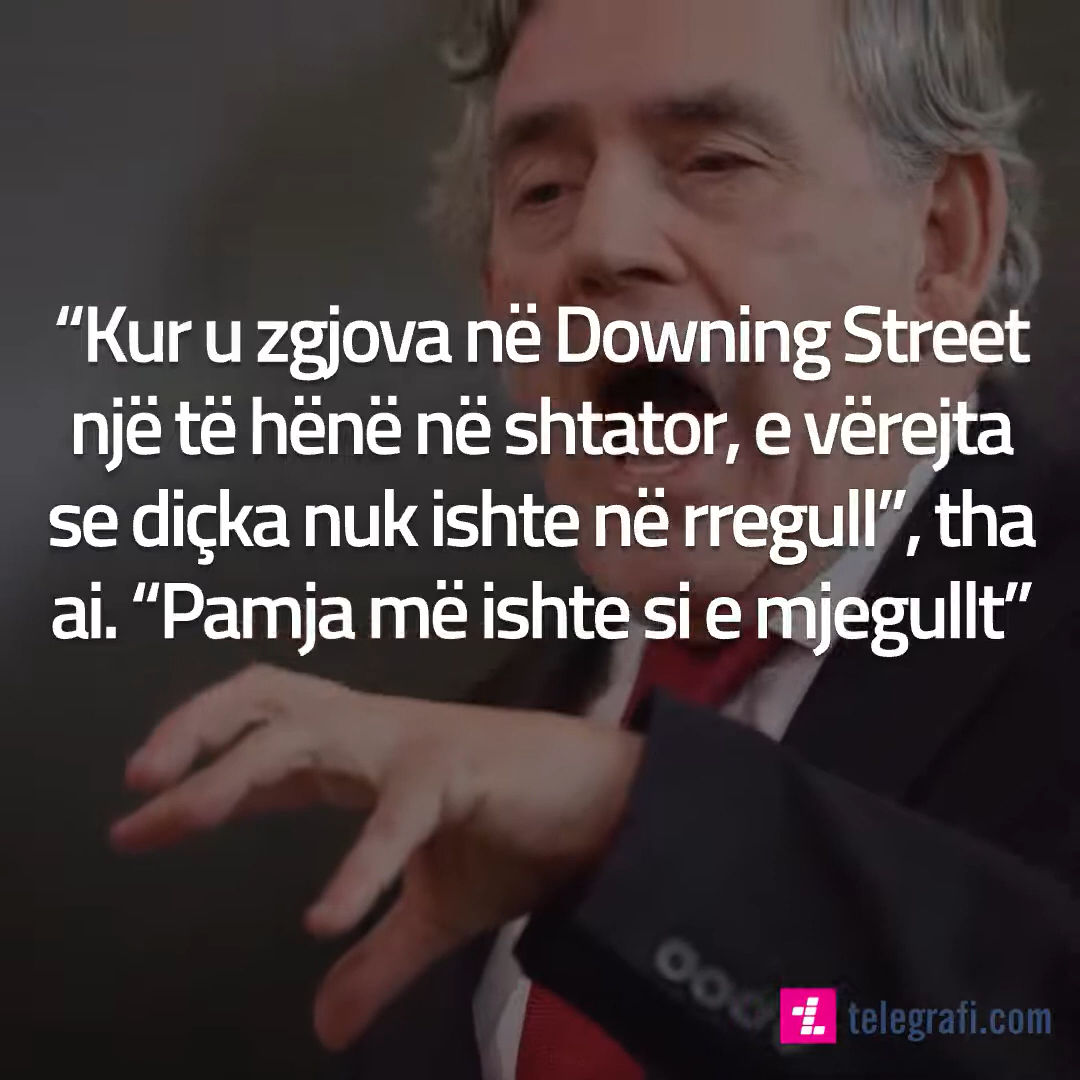 “Kur u zgjova në Downing Street
një të hënë në shtator, e vërejta
se diçka nuk ishte në rregull”, tha
ai. “Pamja më ishte si e mjegullt”
telegrafi.com